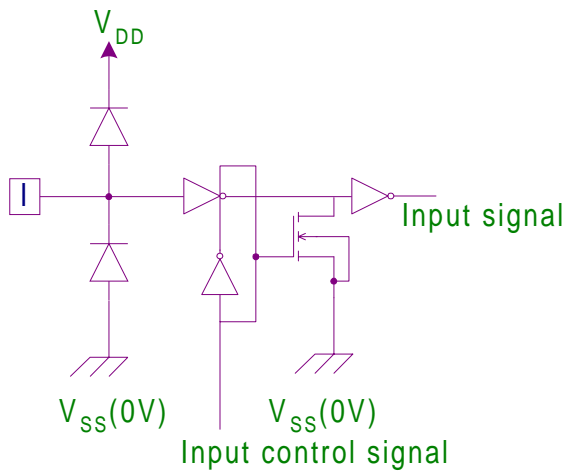 VDD
I
Input signal
VSS(0V)
VSS(0V)
Input control signal